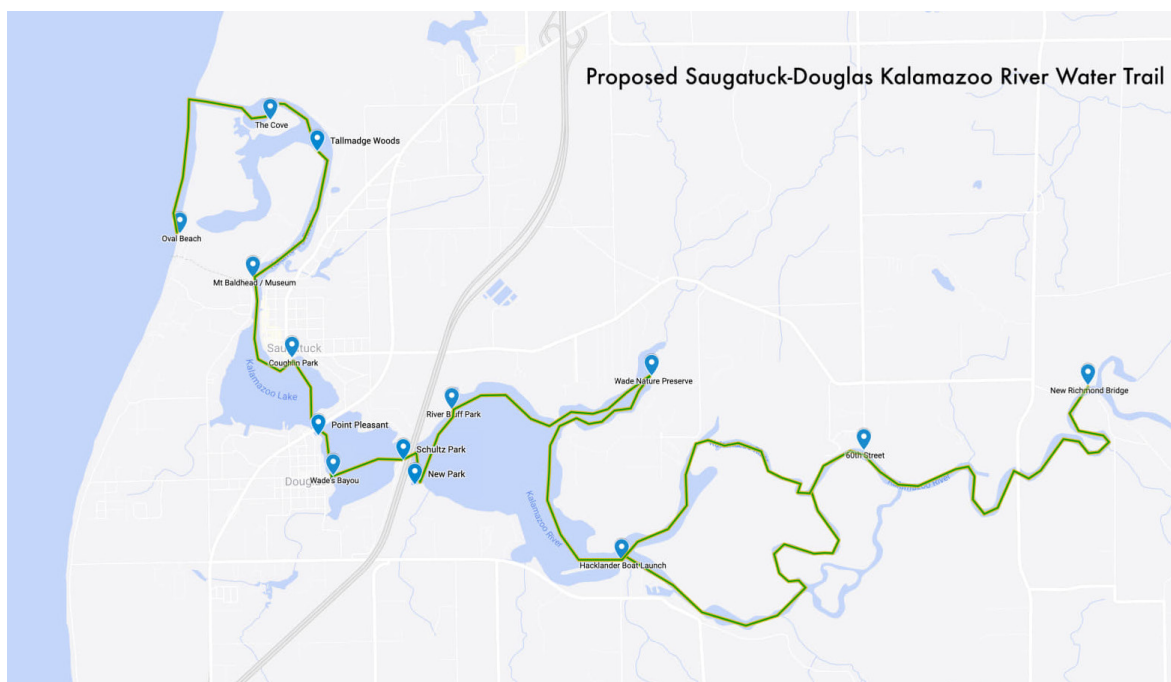 Proposed Saugatuck-Douglas Kalamazoo River Water Trail
The Cove
Tallmadge Woods
Oval Beach
Mt Baldhead / Museum
Saugatuck
Coughlin Park
Kalamazoo Lake
Wade Nature Preserve
New Richmond Bridge
River Bluff Park
Point Pleasant
Schultz Park
60th Street
New Park
Wade's Bayou
Kalamazoo River
Kalamazoo River
Hacklander Boat Launch